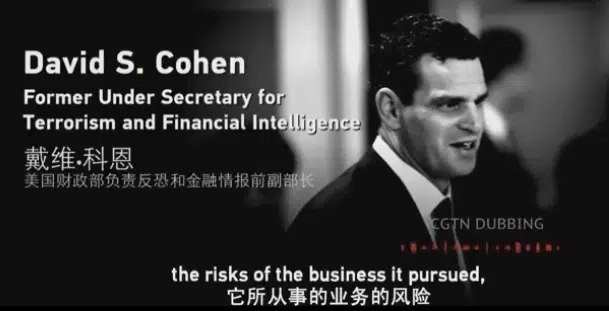 David S. Cohen
Former Under Secretary for
Terrorism and Financial Intelligence
戴维·科恩
美国财政部负责反恐和金融情报前副部长
CGTN DUBBING
the risks of the business it pursued,
它所从事的业务的风险